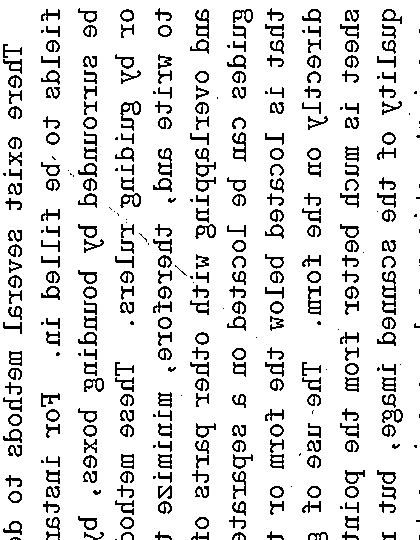 There exist several methods to
fields to be filled in. For
be surrounded by bounding boxes, by
or by guiding rulers. These
to write and, therefore, minimize
and overlapping with other parts of
guides can be located on a separate
that is located below the form or
directly on the form. The use of
sheet is much better from the point
quality of the scanned image, but